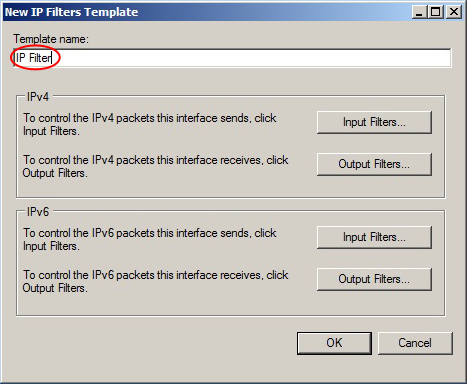 New IP Filters Template
Template name:
IP Filter
IPv4
To control the IPv4 packets this interface sends, click
Input Filters.
Input Filters...
To control the IPv4 packets this interface receives, click
Output Filters.
Output Filters...
IPv6
To control the IPv6 packets this interface sends, click
Input Filters.
Input Filters...
To control the IPv6 packets this interface receives, click
Output Filters.
Output Filters...
OK
Cancel